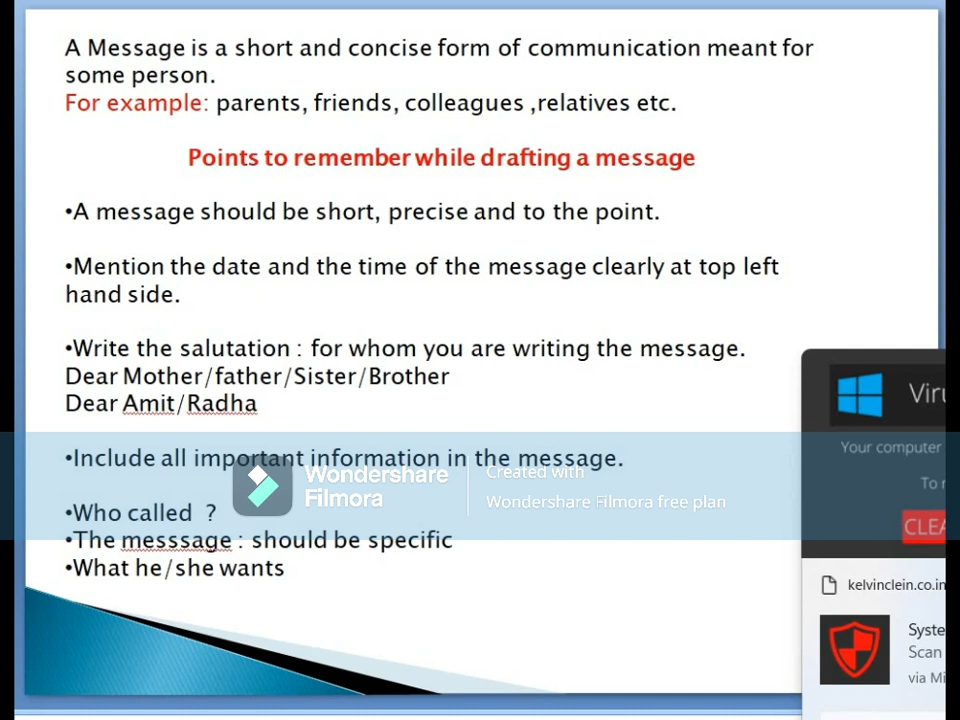 A Message is a short and concise form of communication meant for
some person.
For example: parents, friends, colleagues ,relatives etc.
Points to remember while drafting a message
•A message should be short, precise and to the point.
•Mention the date and the time of the message clearly at top left
hand side.
•Write the salutation : for whom you are writing the message.
Dear Mother/father/Sister/Brother
Dear Amit/Radha
•Include all important information in the message.
•Who called ?
•The messsage : should be specific
•What he/she wants
Wondershare
Filmora
Created with
Wondershare Filmora free plan
Your computer
kelvinclein.co.in
Scan
via